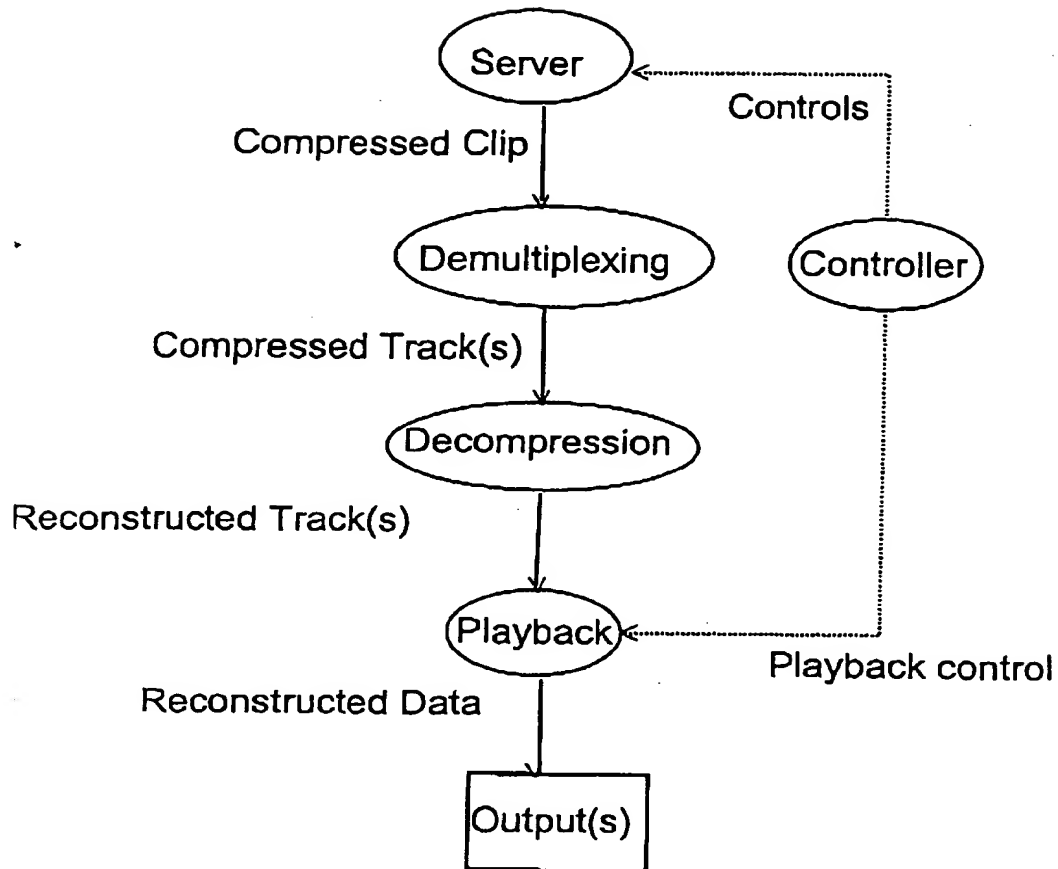 Server
Controls
Compressed Clip
Demultiplexing
Controller
Compressed Track(s)
Decompression
Reconstructed Track(s)
Playback
Playback control
Reconstructed Data
Output(s)